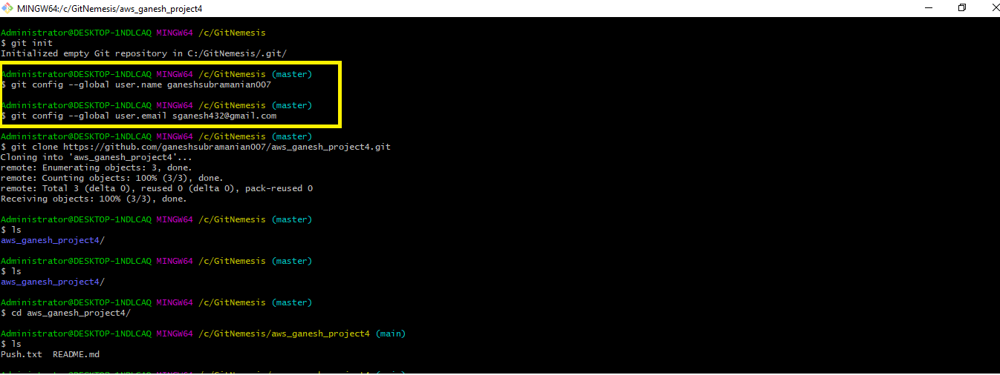 MINGW64:/c/GitNemesis/aws_ganesh_project4
Administrator@DESKTOP-1NDLCAQ MINGW64 /c/GitNemesis
$ git init
Initialized empty Git repository in C:/GitNemesis/.git/
Administrator@DESKTOP-1NDLCAQ MINGW64 /c/GitNemesis (master)
$ git config --global user.name ganeshsubramanian007
Administrator@DESKTOP-1NDLCAQ MINGW64 /c/GitNemesis (master)
$ git config --global user.email sganesh432@gmail.com
Administrator@DESKTOP-1NDLCAQ MINGW64 /c/GitNemesis (master)
$ git clone https://github.com/ganeshsubramanian007/aws_ganesh_project4.git
Cloning into 'aws_ganesh_project4'...
remote: Enumerating objects: 3, done.
remote: Counting objects: 100% (3/3), done.
remote: Total 3 (delta 0), reused 0 (delta 0), pack-reused 0
Receiving objects: 100% (3/3), done.
Administrator@DESKTOP-1NDLCAQ MINGW64 /c/GitNemesis (master)
$ ls
aws_ganesh_project4/
Administrator@DESKTOP-1NDLCAQ MINGW64 /c/GitNemesis (master)
$ ls
aws_ganesh_project4/
Administrator@DESKTOP-1NDLCAQ MINGW64 /c/GitNemesis (master)
$ cd aws_ganesh_project4/
Administrator@DESKTOP-1NDLCAQ MINGW64 /c/GitNemesis/aws_ganesh_project4 (main)
$ ls
Push.txt  README.md